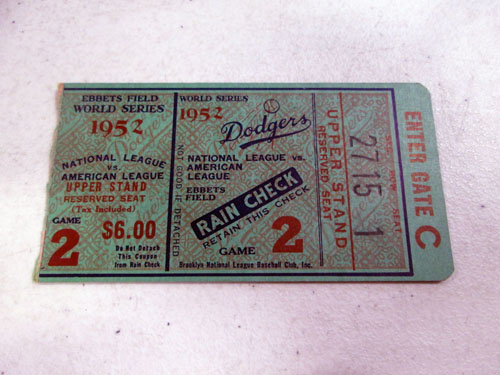 EBBETS FIELD
WORLD SERIES
1952
NATIONAL LEAGUE
VS.
AMERICAN LEAGUE
UPPER STAND
RESERVED SEAT
(Tax Included)
GAME
2
$6.00
Do Not Detach
This Coupon
from Rain Check
NOT GOOD IF DETACHED
WORLD SERIES
1952
Dodgers
NATIONAL LEAGUE vs.
AMERICAN
LEAGUE
EBBETS
FIELD
RAIN CHECK
RETAIN THIS CHECK
GAME
2
Brooklyn National League Baseball Club, Inc.
UPPER STAND
RESERVED SEAT
27 15 1
SEAT
ENTER GATE C